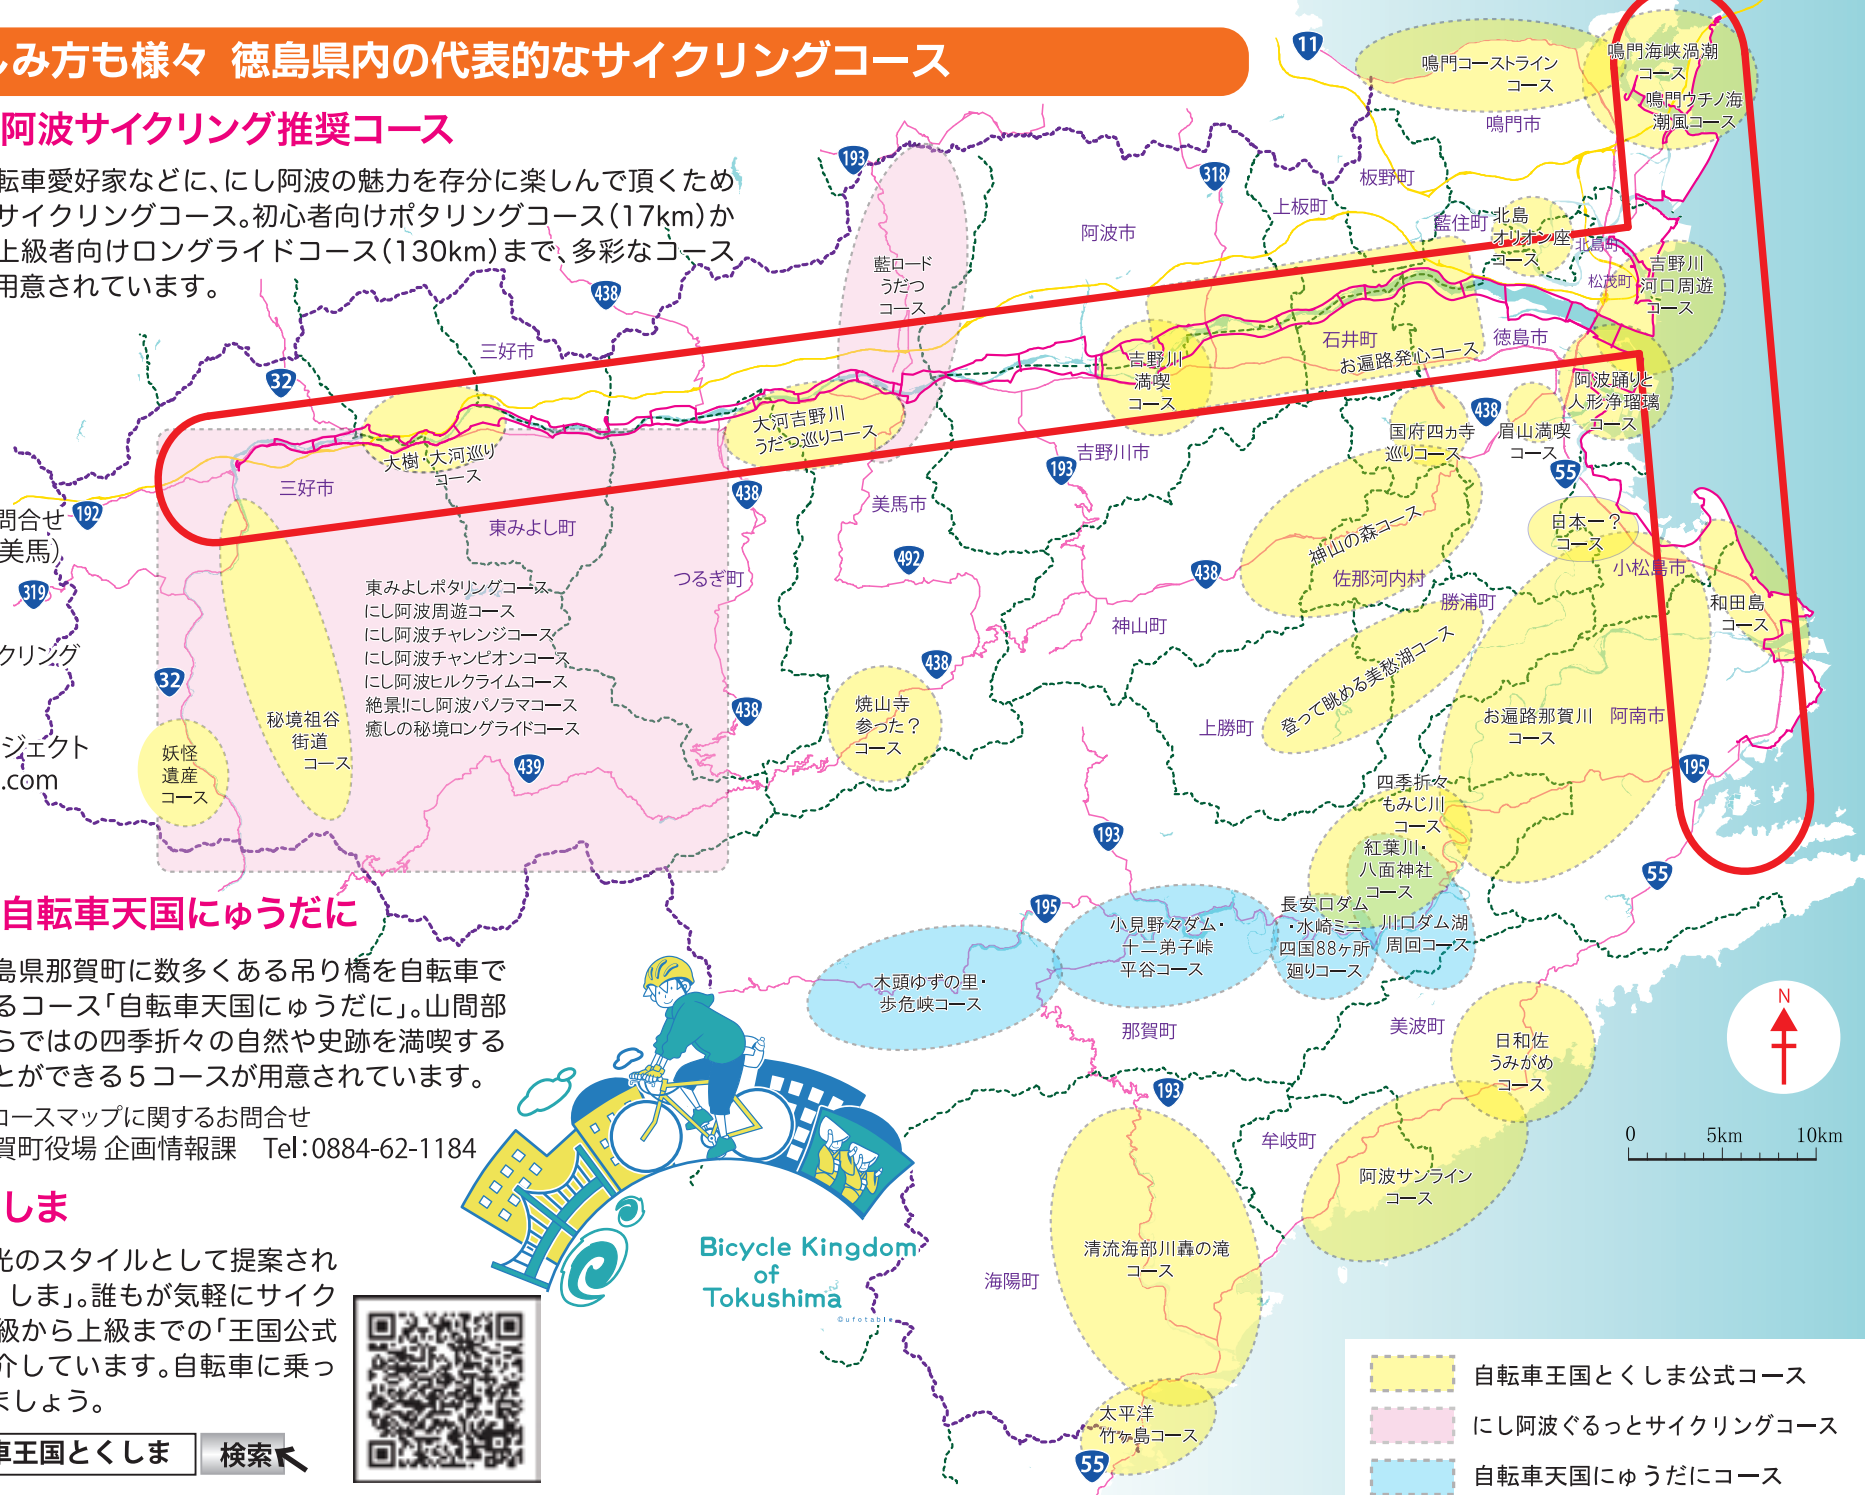 しみ方も様々 徳島県内の代表的なサイクリングコース
阿波サイクリング推奨コース
転車愛好家などに、にし阿波の魅力を存分に楽しんで頂くため
サイクリングコース。初心者向けポタリングコース（17km）か
上級者向けロングライドコース（130km）まで、多彩なコース
用意されています。
問合せ
美馬）
クリング
ジェクト
.com
自転車天国にゅうだに
島県那賀町に数多くある吊り橋を自転車で
るコース「自転車天国にゅうだに」。山間部
らではの四季折々の自然や史跡を満喫する
とができる5コースが用意されています。
コースマップに関するお問合せ
賀町役場 企画情報課 Tel：0884-62-1184
しま
光のスタイルとして提案され
しま」。誰もが気軽にサイク
級から上級までの「王国公式
介しています。自転車に乗っ
ましょう。
車王国とくしま
検索
Bicycle Kingdom
of
Tokushima
©ufotable
11
鳴門コーストライン
コース
鳴門海峡渦潮
コース
鳴門ウチノ海
潮風コース
鳴門市
193
318
板野町
上板町
藍住町
北島
オリオン座
コース
北島町
松茂町
吉野川
河口周遊
コース
阿波市
藍ロード
うだつ
コース
438
三好市
32
吉野川
満喫
コース
石井町
お遍路発心コース
徳島市
阿波踊りと
人形浄瑠璃
コース
大河吉野川
うだつ巡りコース
大樹・大河巡り
コース
三好市
192
東みよし町
438
美馬市
吉野川市
193
国府四ヵ寺
巡りコース
438
眉山満喫
コース
55
日本一？
コース
小松島市
和田島
コース
神山の森コース
佐那河内村
勝浦町
319
つるぎ町
492
438
神山町
438
東みよしポタリングコース
にし阿波周遊コース
にし阿波チャレンジコース
にし阿波チャンピオンコース
にし阿波ヒルクライムコース
絶景!にし阿波パノラマコース
癒しの秘境ロングライドコース
32
秘境祖谷
街道
コース
妖怪
遺産
コース
439
438
焼山寺
参った？
コース
登って眺める美愁湖コース
上勝町
お遍路那賀川
コース
阿南市
195
四季折々
もみじ川
コース
紅葉川・
八面神社
コース
193
55
195
小見野々ダム・
十二弟子峠
平谷コース
長安口ダム
・水崎ミニ
四国88ヶ所
廻りコース
川口ダム湖
周回コース
木頭ゆずの里・
歩危峡コース
那賀町
美波町
日和佐
うみがめ
コース
193
牟岐町
阿波サンライン
コース
清流海部川轟の滝
コース
海陽町
太平洋
竹ヶ島コース
55
N
0 5km 10km
自転車王国とくしま公式コース
にし阿波ぐるっとサイクリングコース
自転車天国にゅうだにコース